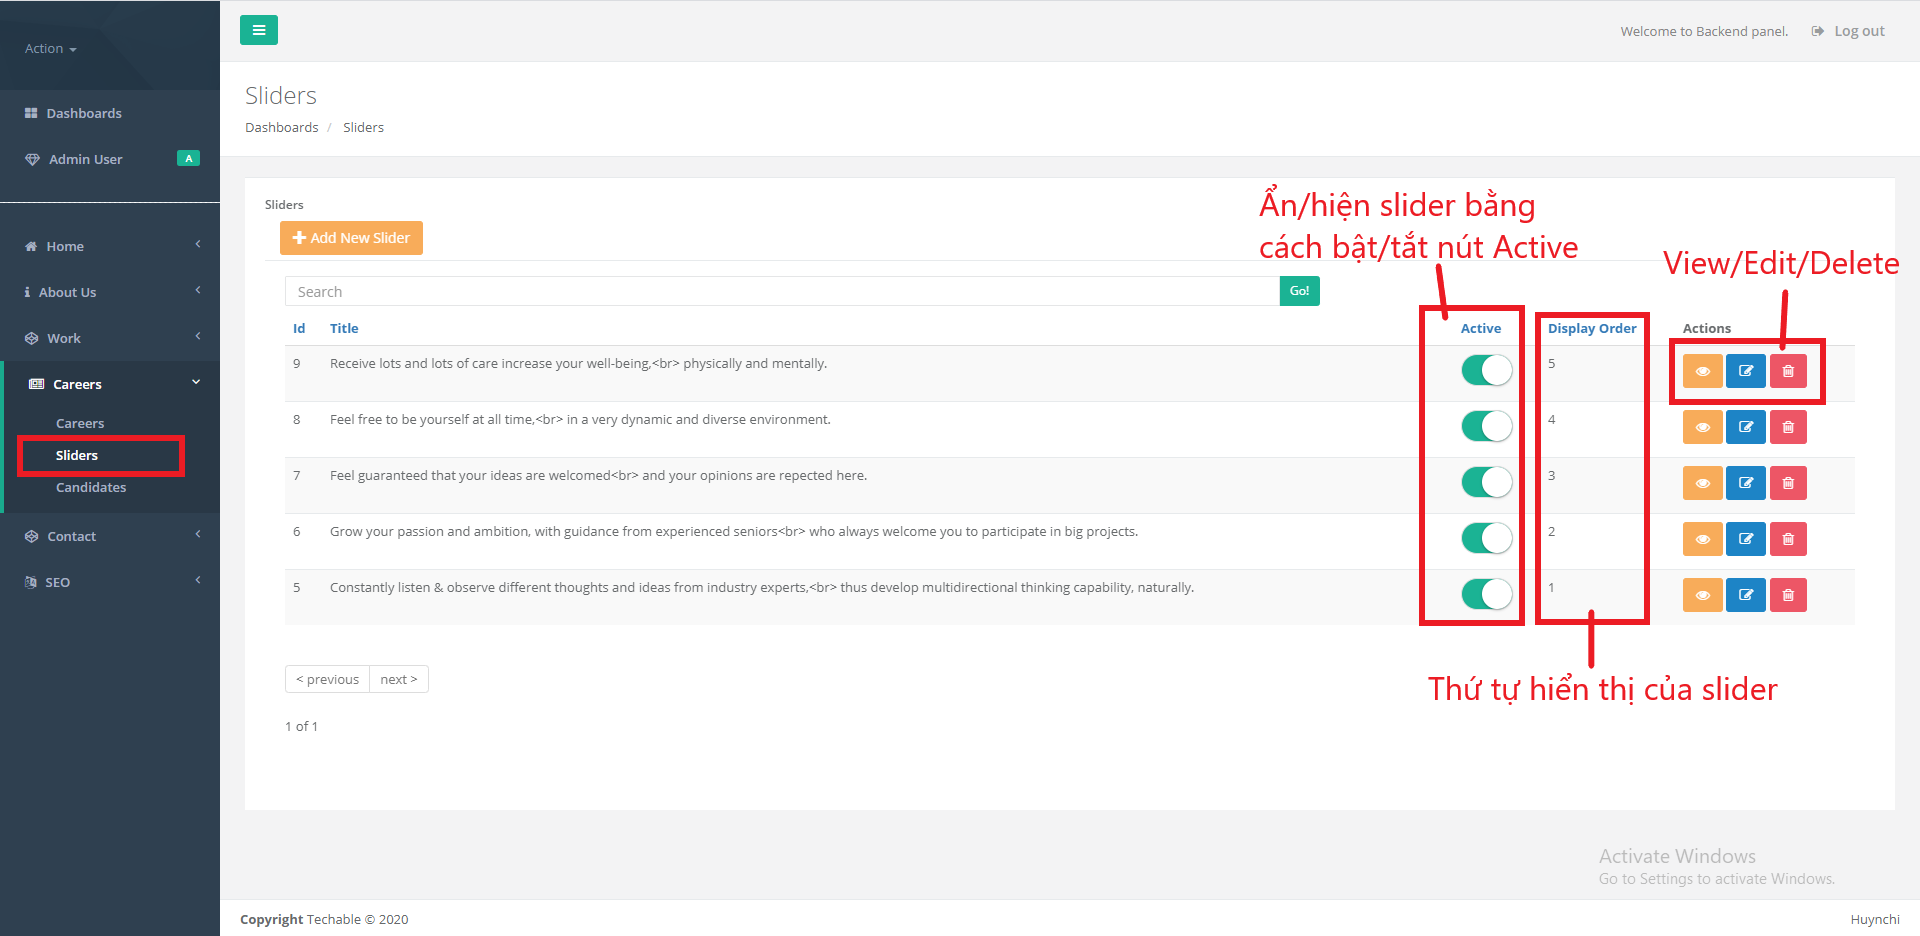 Action
Welcome to Backend panel.
Log out
Dashboards
Admin User
A
Home
About Us
Work
Careers
Careers
Sliders
Candidates
Contact
SEO
Sliders
Dashboards / Sliders
Sliders
Add New Slider
Ẩn/hiện slider bằng
cách bật/tắt nút Active
View/Edit/Delete
Search
Go!
Id Title Active Display Order Actions
9 Receive lots and lots of care increase your well-being,<br> physically and mentally. 5
8 Feel free to be yourself at all time,<br> in a very dynamic and diverse environment. 4
7 Feel guaranteed that your ideas are welcomed<br> and your opinions are repected here. 3
6 Grow your passion and ambition, with guidance from experienced seniors<br> who always welcome you to participate in big projects. 2
5 Constantly listen & observe different thoughts and ideas from industry experts,<br> thus develop multidirectional thinking capability, naturally. 1
Thứ tự hiển thị của slider
< previous next >
1 of 1
Activate Windows
Go to Settings to activate Windows.
Copyright Techable © 2020
Huynchi